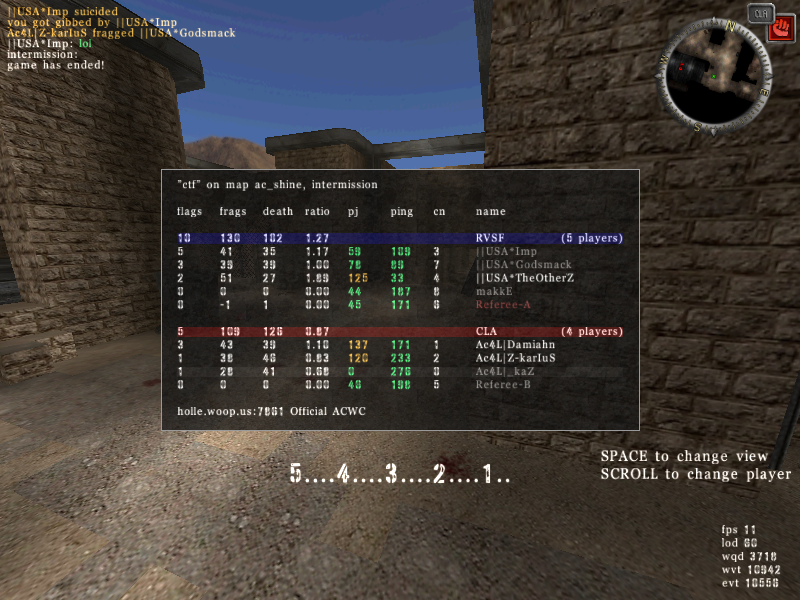 ||USA*Imp suicided
you got gibbed by ||USA*Imp
Ac4L|Z-karIuS fragged ||USA*Godsmack
||USA*Imp: lol
intermission:
game has ended!
CLA
N
W
E
S
"ctf" on map ac_shine, intermission
flags frags death ratio pj ping cn name
10 130 102 1.27 RVSF (5 players)
5 41 35 1.17 59 109 3 ||USA*Imp
3 39 39 1.00 78 89 7 ||USA*Godsmack
2 51 27 1.89 125 33 4 ||USA*TheOtherZ
0 0 0 0.00 44 187 makkE
0 -1 1 0.00 45 171 Referee-A
5 109 126 0.87 CLA (4 players)
3 43 39 1.10 137 171 1 Ac4L|Damiahn
1 38 46 0.83 120 233 2 Ac4L|Z-karIuS
1 28 41 0.68 0 276 Ac4L|_kaZ
0 0 0 0.00 40 198 5 Referee-B
holle.woop.us:7861 Official ACWC
5....4....3....2....1..
SPACE to change view
SCROLL to change player
fps 11
lod 60
wqd 3718
wvt 10942
evt 10556